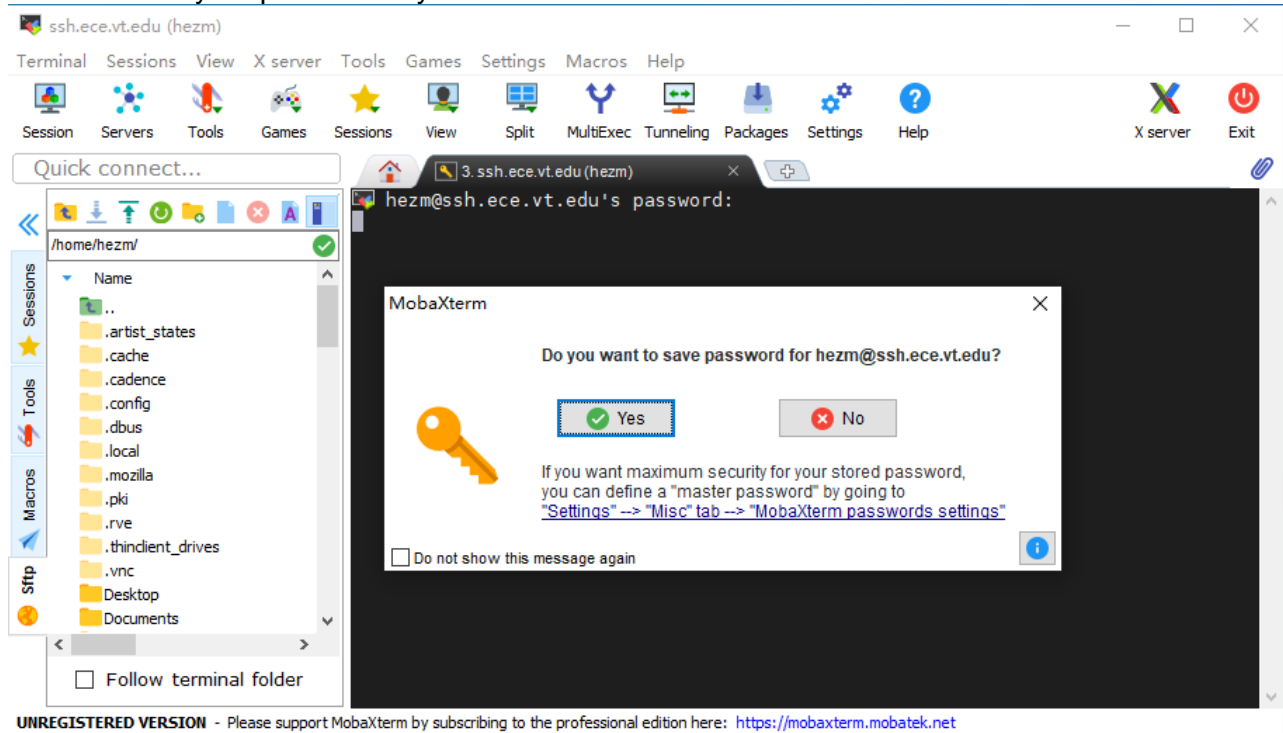 ssh.ece.vt.edu (hezm)
Terminal Sessions View X server Tools Games Settings Macros Help
Session Servers Tools Games Sessions View Split MultiExec Tunneling Packages Settings Help X server Exit
Quick connect...
3. ssh.ece.vt.edu (hezm)
hezm@ssh.ece.vt.edu's password:
/home/hezm/
Name
..
.artist_states
.cache
.cadence
.config
.dbus
.local
.mozilla
.pki
.rve
.thinclient_drives
.vnc
Desktop
Documents
Follow terminal folder
Sessions
Tools
Macros
Sftp
MobaXterm
Do you want to save password for hezm@ssh.ece.vt.edu?
Yes No
If you want maximum security for your stored password,
you can define a "master password" by going to
"Settings" --> "Misc" tab --> "MobaXterm passwords settings"
Do not show this message again
UNREGISTERED VERSION - Please support MobaXterm by subscribing to the professional edition here: https://mobaxterm.mobatek.net